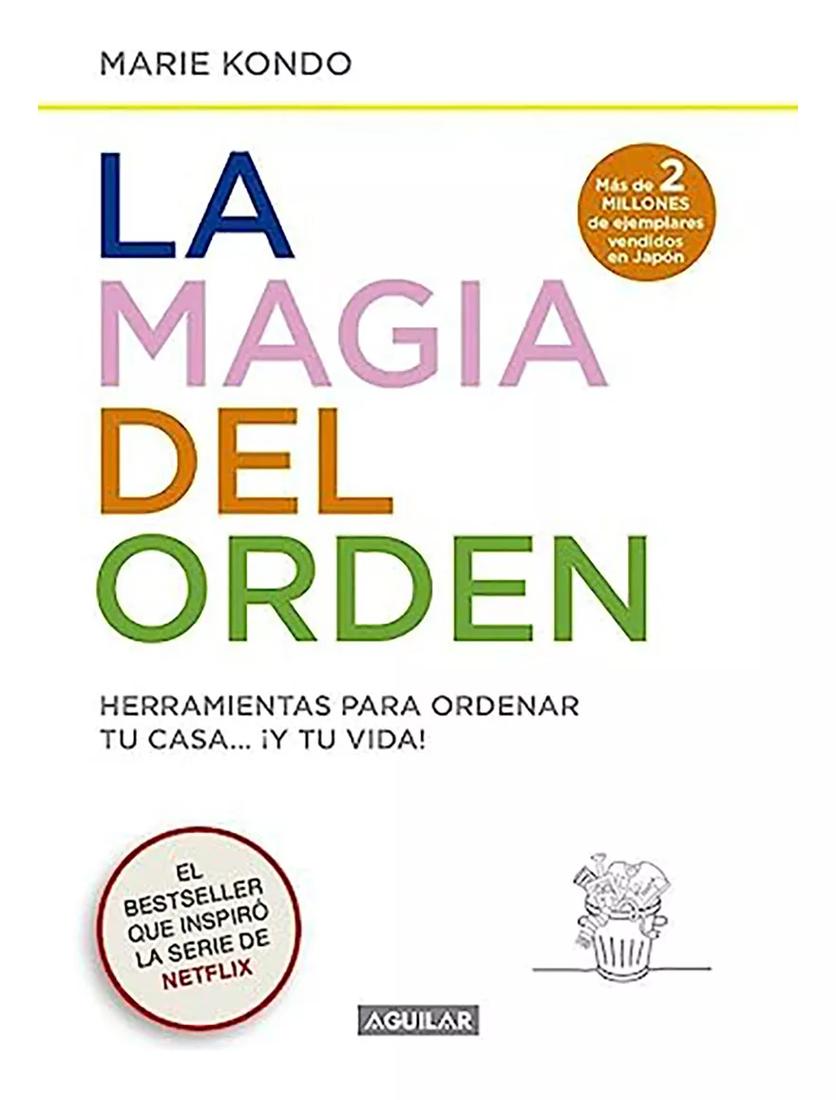 MARIE KONDO
LA
MAGIA
DEL
ORDEN
Más de 2
MILLONES
de ejemplares
vendidos
en Japón
HERRAMIENTAS PARA ORDENAR
TU CASA... ¡Y TU VIDA!
EL
BESTSELLER
QUE INSPIRÓ
LA SERIE DE
NETFLIX
AGUILAR